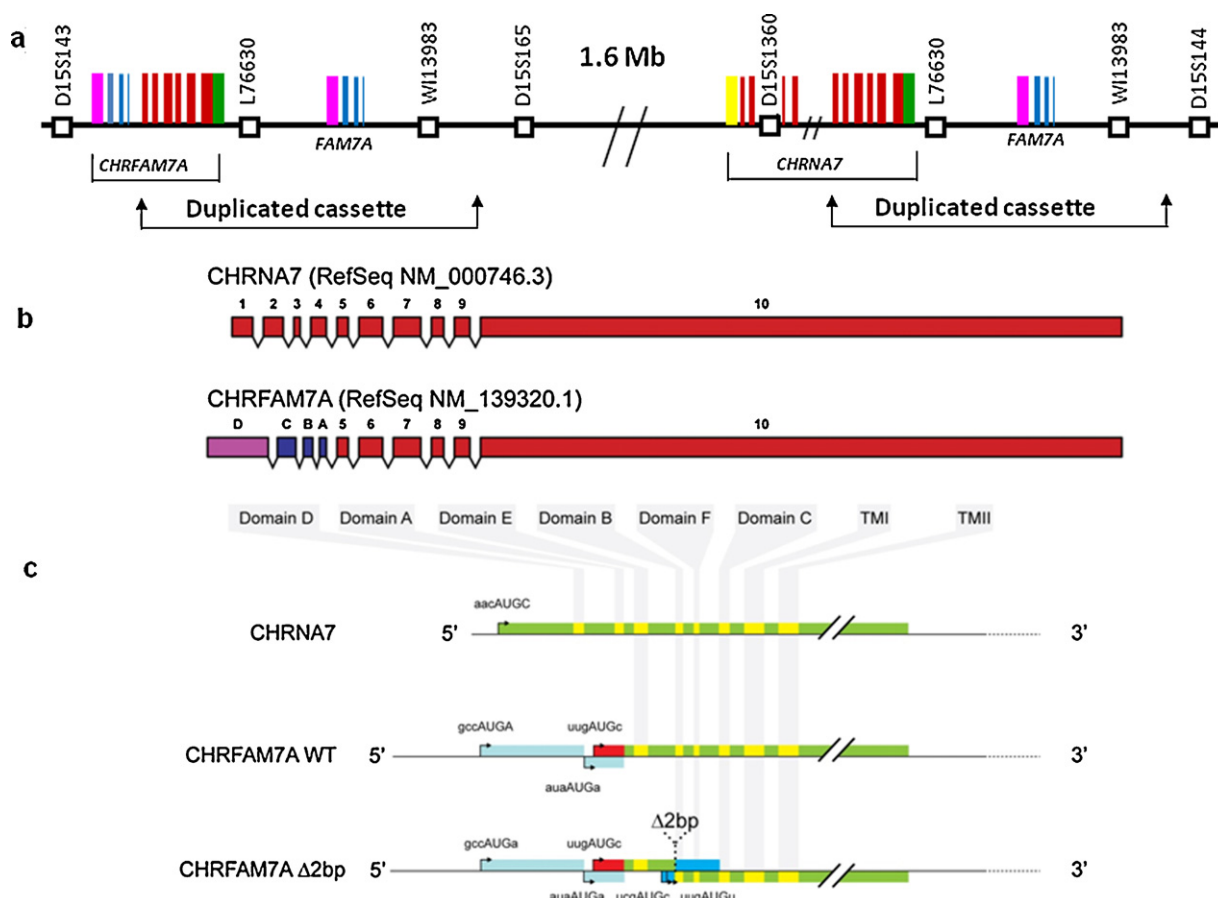 a
D15S143
L76630
WI13983
D15S165
1.6 Mb
D15S1360
L76630
WI13983
D15S144
FAM7A
FAM7A
CHRFAM7A
CHRNA7
Duplicated cassette
Duplicated cassette
CHRNA7 (RefSeq NM_000746.3)
1 2 3 4 5 6 7 8 9 10
b
CHRFAM7A (RefSeq NM_139320.1)
D C B A 5 6 7 8 9 10
Domain D Domain A Domain E Domain B Domain F Domain C TMI TMII
c
aacAUGC
CHRNA7 5' 3'
gccAUGA uugAUGc
CHRFAM7A WT 5' 3'
auaAUGa
Δ2bp
gccAUGa uugAUGc
CHRFAM7A Δ2bp 5' 3'
auaAUGa ucgAUGc uugAUGu